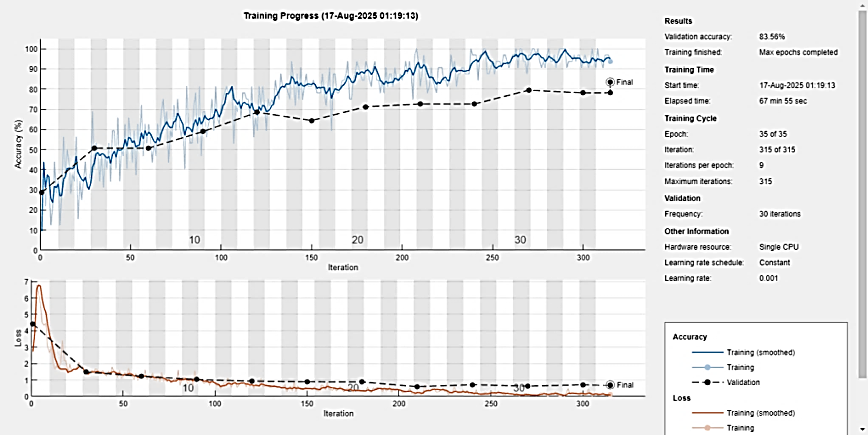 Training Progress (17-Aug-2025 01:19:13)
100
90
80
70
60
50
40
30
20
10
0
Accuracy (%)
Final
10
20
30
0
50
100
150
200
250
300
Iteration
7
6
5
4
3
2
1
0
Loss
Final
10
20
30
0
50
100
150
200
250
300
Iteration
Results
Validation accuracy: 83.56%
Training finished: Max epochs completed
Training Time
Start time: 17-Aug-2025 01:19:13
Elapsed time: 67 min 55 sec
Training Cycle
Epoch: 35 of 35
Iteration: 315 of 315
Iterations per epoch: 9
Maximum iterations: 315
Validation
Frequency: 30 iterations
Other Information
Hardware resource: Single CPU
Learning rate schedule: Constant
Learning rate: 0.001
Accuracy
Training (smoothed)
Training
Validation
Loss
Training (smoothed)
Training